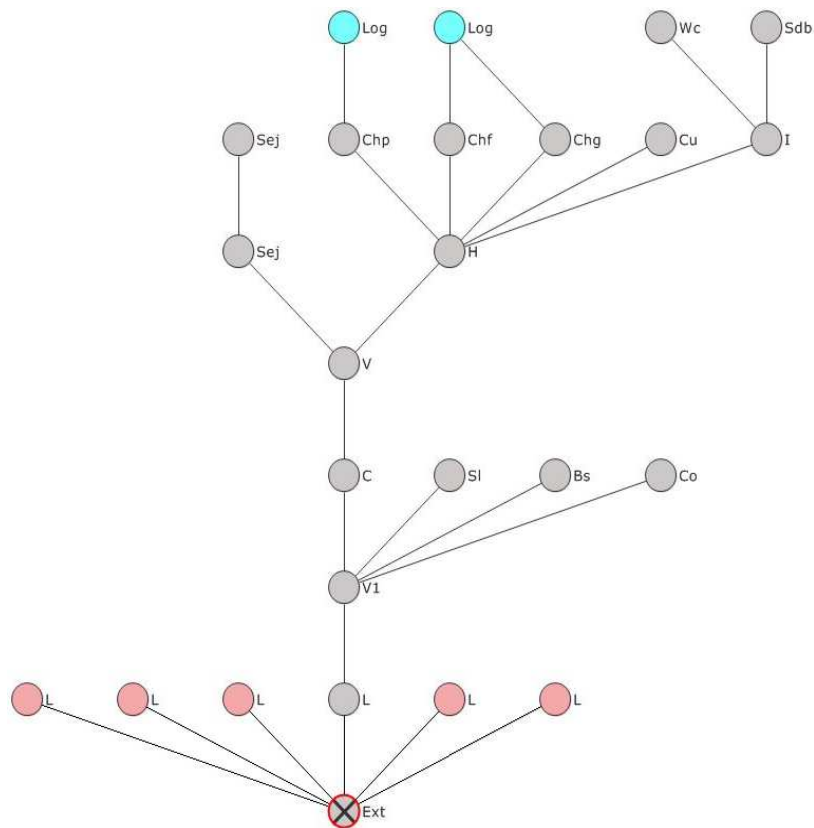 Log Log Wc Sdb
Sej Chp Chf Chg Cu I
Sej H
V
C Sl Bs Co
V1
L L L L L L
Ext